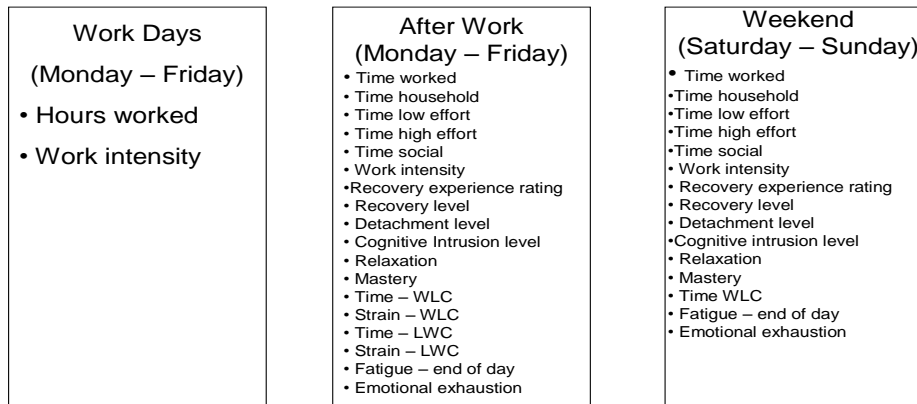 Work Days
(Monday – Friday)
• Hours worked
• Work intensity
After Work
(Monday – Friday)
• Time worked
• Time household
• Time low effort
• Time high effort
• Time social
• Work intensity
•Recovery experience rating
• Recovery level
• Detachment level
• Cognitive Intrusion level
• Relaxation
• Mastery
• Time – WLC
• Strain – WLC
• Time – LWC
• Strain – LWC
• Fatigue – end of day
• Emotional exhaustion
Weekend
(Saturday – Sunday)
• Time worked
•Time household
•Time low effort
•Time high effort
•Time social
• Work intensity
• Recovery experience rating
• Recovery level
• Detachment level
•Cognitive intrusion level
• Relaxation
• Mastery
• Time WLC
• Fatigue – end of day
• Emotional exhaustion